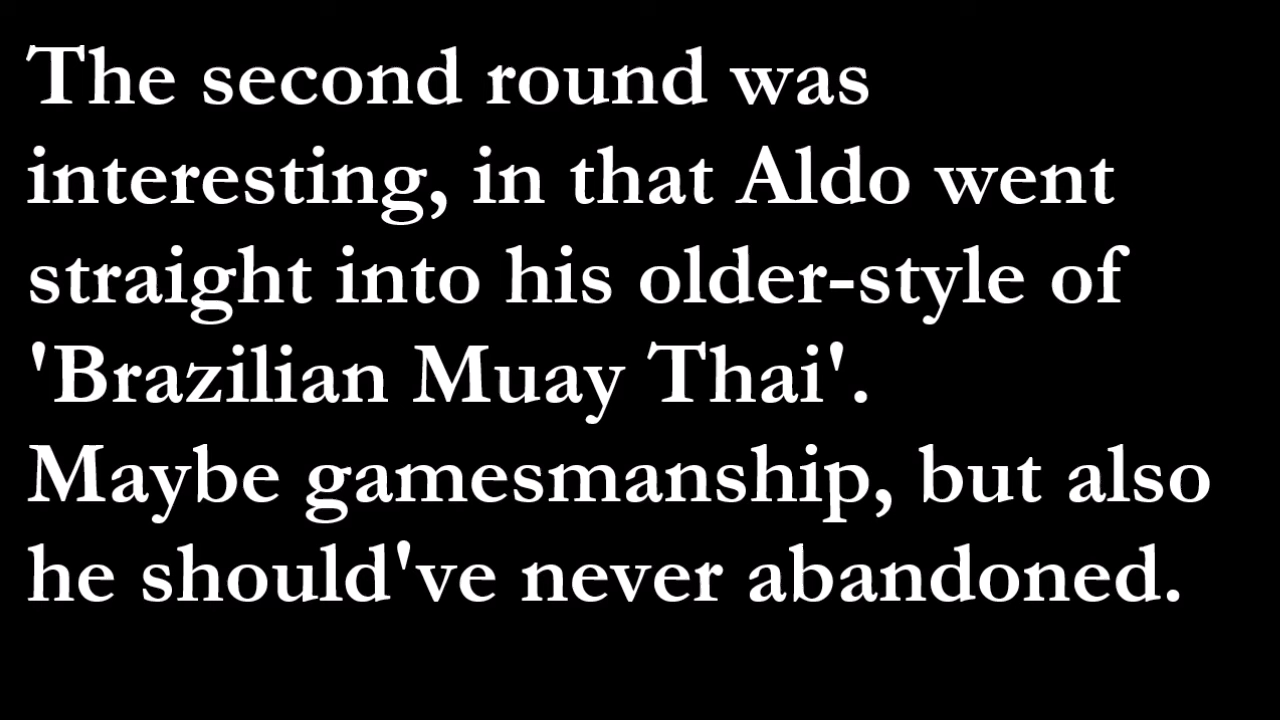 The second round was
interesting, in that Aldo went
straight into his older-style of
'Brazilian Muay Thai'.
Maybe gamesmanship, but also
he should've never abandoned.